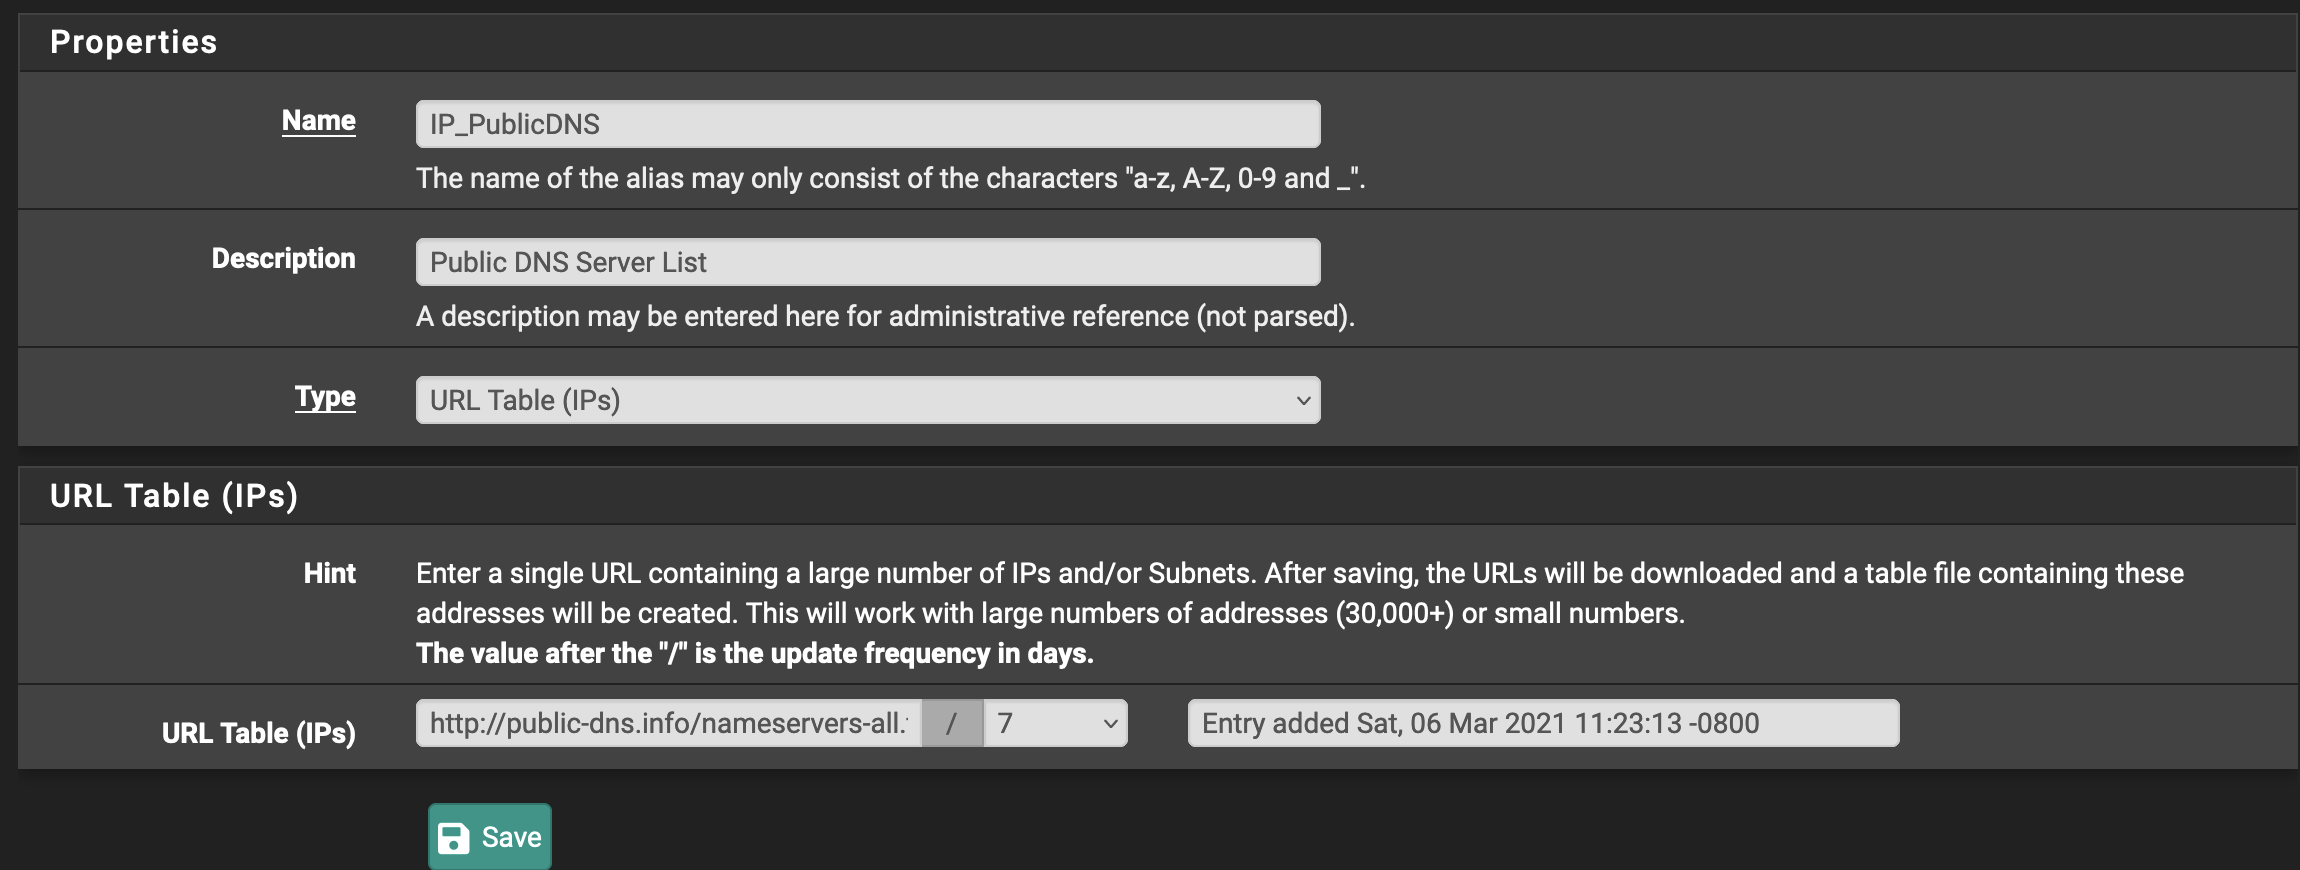 Properties
Name
IP_PublicDNS
The name of the alias may only consist of the characters "a-z, A-Z, 0-9 and _".
Description
Public DNS Server List
A description may be entered here for administrative reference (not parsed).
Type
URL Table (IPs)
URL Table (IPs)
Hint
Enter a single URL containing a large number of IPs and/or Subnets. After saving, the URLs will be downloaded and a table file containing these
addresses will be created. This will work with large numbers of addresses (30,000+) or small numbers.
The value after the "/" is the update frequency in days.
URL Table (IPs)
http://public-dns.info/nameservers-all. / 7
Entry added Sat, 06 Mar 2021 11:23:13 -0800
Save